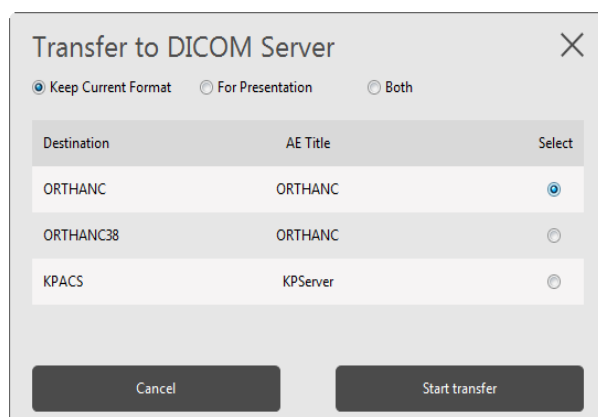 Transfer to DICOM Server
Keep Current Format For Presentation Both
Destination AE Title Select
ORTHANC ORTHANC
ORTHANC38 ORTHANC
KPACS KPServer
Cancel Start transfer